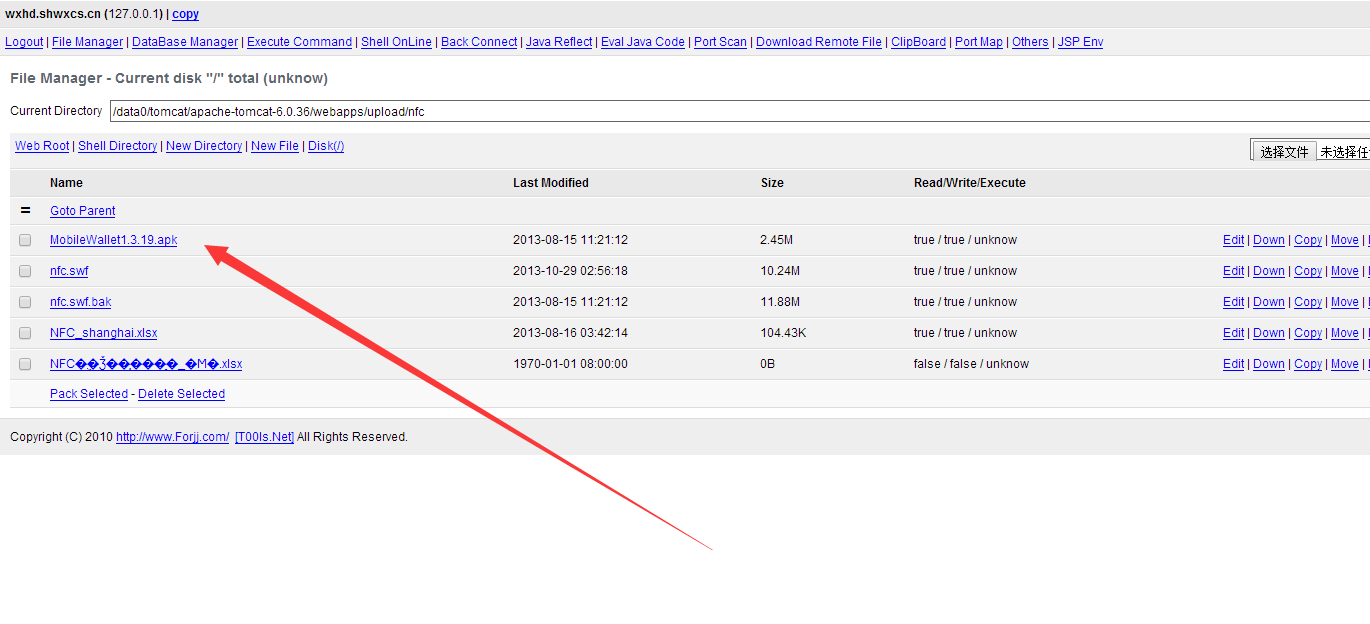 wxhd.shwxcs.cn (127.0.0.1) | copy
Logout | File Manager | DataBase Manager | Execute Command | Shell OnLine | Back Connect | Java Reflect | Eval Java Code | Port Scan | Download Remote File | ClipBoard | Port Map | Others | JSP Env
File Manager - Current disk "/" total (unknow)
Current Directory /data0/tomcat/apache-tomcat-6.0.36/webapps/upload/nfc
Web Root | Shell Directory | New Directory | New File | Disk(/) 选择文件 未选择任
Name Last Modified Size Read/Write/Execute
= Goto Parent
MobileWallet1.3.19.apk 2013-08-15 11:21:12 2.45M true / true / unknow Edit | Down | Copy | Move |
nfc.swf 2013-10-29 02:56:18 10.24M true / true / unknow Edit | Down | Copy | Move |
nfc.swf.bak 2013-08-15 11:21:12 11.88M true / true / unknow Edit | Down | Copy | Move |
NFC_shanghai.xlsx 2013-08-16 03:42:14 104.43K true / true / unknow Edit | Down | Copy | Move |
1970-01-01 08:00:00 0B false / false / unknow Edit | Down | Copy | Move |
Pack Selected - Delete Selected
Copyright (C) 2010 http://www.Forjj.com/ [T00ls.Net] All Rights Reserved.